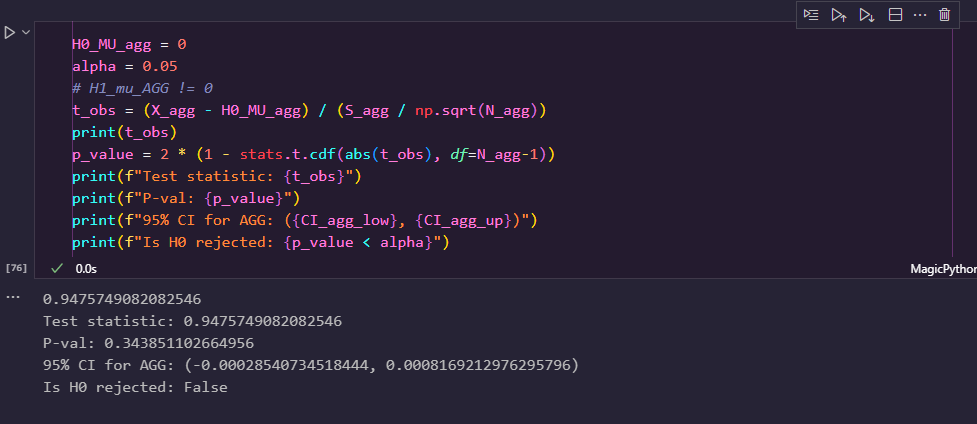 H0_MU_agg = 0
alpha = 0.05
# H1_mu_AGG != 0
t_obs = (X_agg - H0_MU_agg) / (S_agg / np.sqrt(N_agg))
print(t_obs)
p_value = 2 * (1 - stats.t.cdf(abs(t_obs), df=N_agg-1))
print(f"Test statistic: {t_obs}")
print(f"P-val: {p_value}")
print(f"95% CI for AGG: ({CI_agg_low}, {CI_agg_up})")
print(f"Is H0 rejected: {p_value < alpha}")
[76] 0.0s MagicPython
0.9475749082082546
Test statistic: 0.9475749082082546
P-val: 0.343851102664956
95% CI for AGG: (-0.00028540734518444, 0.0008169212976295796)
Is H0 rejected: False